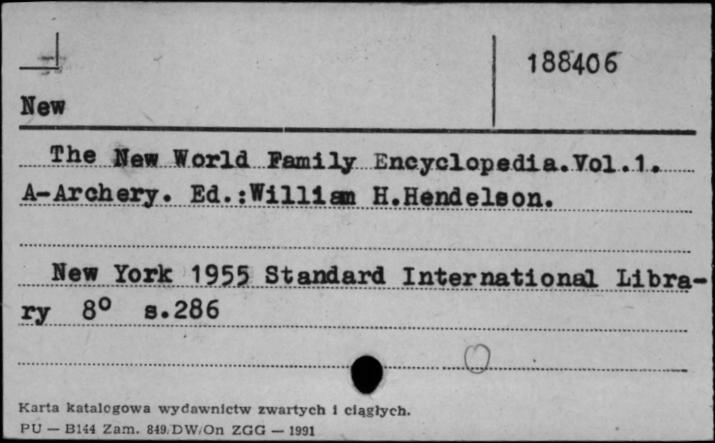 188406
New
The New World Family Encyclopedia.Vol.1.
A-Archery. Ed.:William H.Hendelson.
New York 1955 Standard International Libra-
ry 8° s.286
Karta katalogowa wydawnictw zwartych i ciągłych.
PU — B144 Zam. 849/DW/On ZGG — 1991